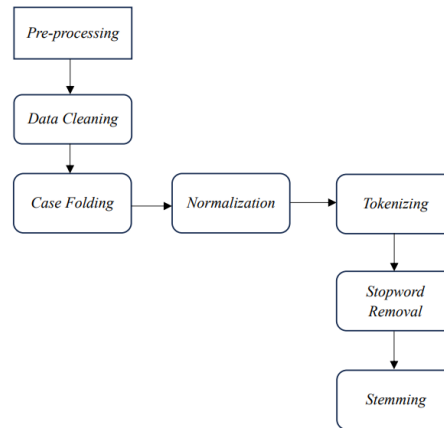 Pre-processing
Data Cleaning
Case Folding
Normalization
Tokenizing
Stopword
Removal
Stemming